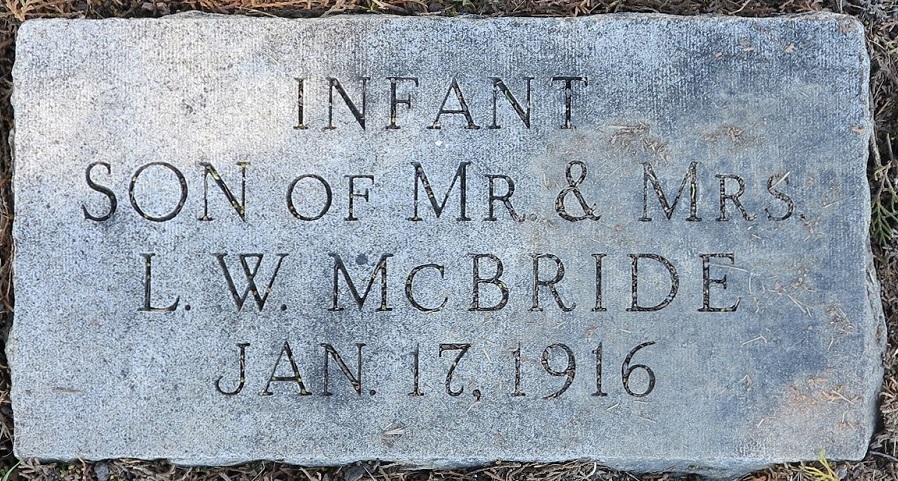 INFANT
SON OF MR. & MRS.
L. W. MCBRIDE
JAN. 17, 1916